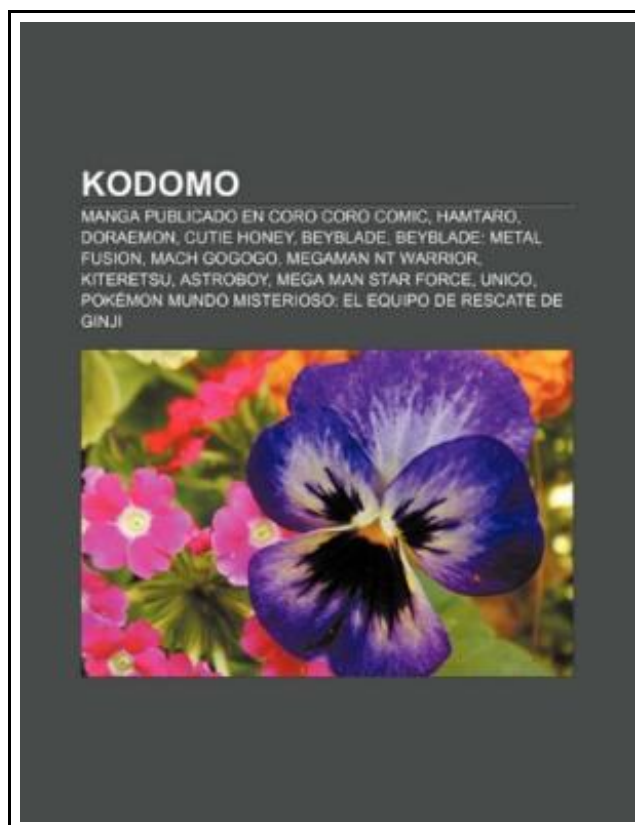 KODOMO
MANGA PUBLICADO EN CORO CORO COMIC, HAMTARO,
DORAEMON, CUTIE HONEY, BEYBLADE, BEYBLADE: METAL
FUSION, MACH GOGOGO, MEGAMAN NT WARRIOR,
KITERETSU, ASTROBOY, MEGA MAN STAR FORCE, UNICO,
POKÉMON MUNDO MISTERIOSO: EL EQUIPO DE RESCATE DE
GINJI